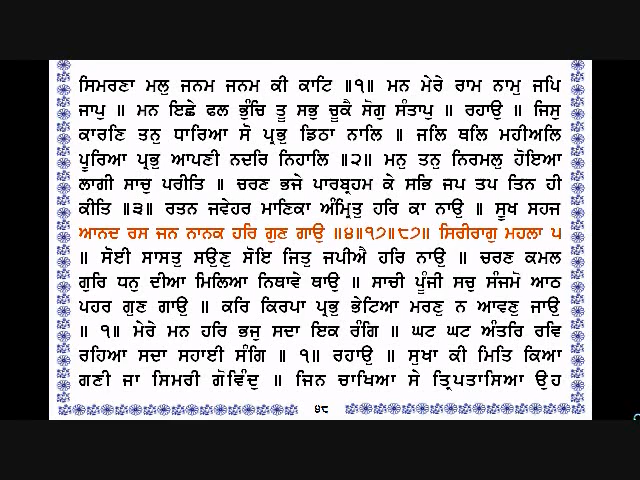 ਸਿਮਰਣਾ ਮਲੁ ਜਨਮ ਜਨਮ ਕੀ ਕਾਟਿ ॥੧॥ ਮਨ ਮੇਰੇ ਰਾਮ ਨਾਮੁ ਜਪਿ
ਜਾਪੁ ॥ ਮਨ ਇਛੇ ਫਲ ਭੁੰਚਿ ਤੂ ਸਭੁ ਚੂਕੈ ਸੋਗੁ ਸੰਤਾਪੁ ॥ ਰਹਾਉ ॥ ਜਿਸੁ
ਕਾਰਣਿ ਤਨੁ ਧਾਰਿਆ ਸੋ ਪ੍ਰਭੁ ਡਿਠਾ ਨਾਲਿ ॥ ਜਲਿ ਥਲਿ ਮਹੀਅਲਿ
ਪੂਰਿਆ ਪ੍ਰਭੁ ਆਪਣੀ ਨਦਰਿ ਨਿਹਾਲਿ ॥੨॥ ਮਨੁ ਤਨੁ ਨਿਰਮਲੁ ਹੋਇਆ
ਲਾਗੀ ਸਾਚੁ ਪਰੀਤਿ ॥ ਚਰਣ ਭਜੇ ਪਾਰਬ੍ਰਹਮ ਕੇ ਸਭਿ ਜਪ ਤਪ ਤਿਨ ਹੀ
ਕੀਤਿ ॥੩॥ ਰਤਨ ਜਵੇਹਰ ਮਾਣਿਕਾ ਅੰਮ੍ਰਿਤੁ ਹਰਿ ਕਾ ਨਾਉ ॥ ਸੂਖ ਸਹਜ
ਆਨਦ ਰਸ ਜਨ ਨਾਨਕ ਹਰਿ ਗੁਣ ਗਾਉ ॥੪॥੧੭॥੮੭॥ ਸਿਰੀਰਾਗੁ ਮਹਲਾ ੫
॥ ਸੋਈ ਸਾਸਤੁ ਸਉਣੁ ਸੋਇ ਜਿਤੁ ਜਪੀਐ ਹਰਿ ਨਾਉ ॥ ਚਰਣ ਕਮਲ
ਗੁਰਿ ਧਨੁ ਦੀਆ ਮਿਲਿਆ ਨਿਥਾਵੇ ਥਾਉ ॥ ਸਾਚੀ ਪੂੰਜੀ ਸਚੁ ਸੰਜਮੋ ਆਠ
ਪਹਰ ਗੁਣ ਗਾਉ ॥ ਕਰਿ ਕਿਰਪਾ ਪ੍ਰਭੁ ਭੇਟਿਆ ਮਰਣੁ ਨ ਆਵਣੁ ਜਾਉ
॥ ੧॥ ਮੇਰੇ ਮਨ ਹਰਿ ਭਜੁ ਸਦਾ ਇਕ ਰੰਗਿ ॥ ਘਟ ਘਟ ਅੰਤਰਿ ਰਵਿ
ਰਹਿਆ ਸਦਾ ਸਹਾਈ ਸੰਗਿ ॥ ੧॥ ਰਹਾਉ ॥ ਸੁਖਾ ਕੀ ਮਿਤਿ ਕਿਆ
ਗਣੀ ਜਾ ਸਿਮਰੀ ਗੋਵਿੰਦੁ ॥ ਜਿਨ ਚਾਖਿਆ ਸੇ ਤ੍ਰਿਪਤਾਸਿਆ ਉਹ
੪੮